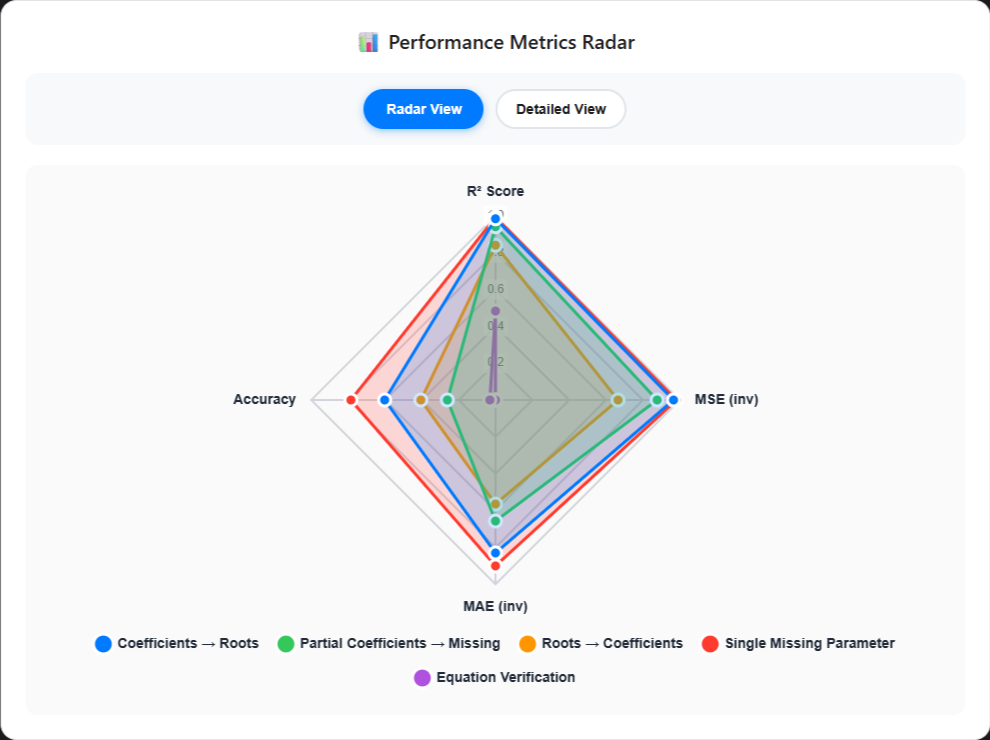 Performance Metrics Radar
Radar View
Detailed View
R² Score
0.6
0.4
0.2
Accuracy
MSE (inv)
MAE (inv)
Coefficients → Roots
Partial Coefficients → Missing
Roots → Coefficients
Single Missing Parameter
Equation Verification